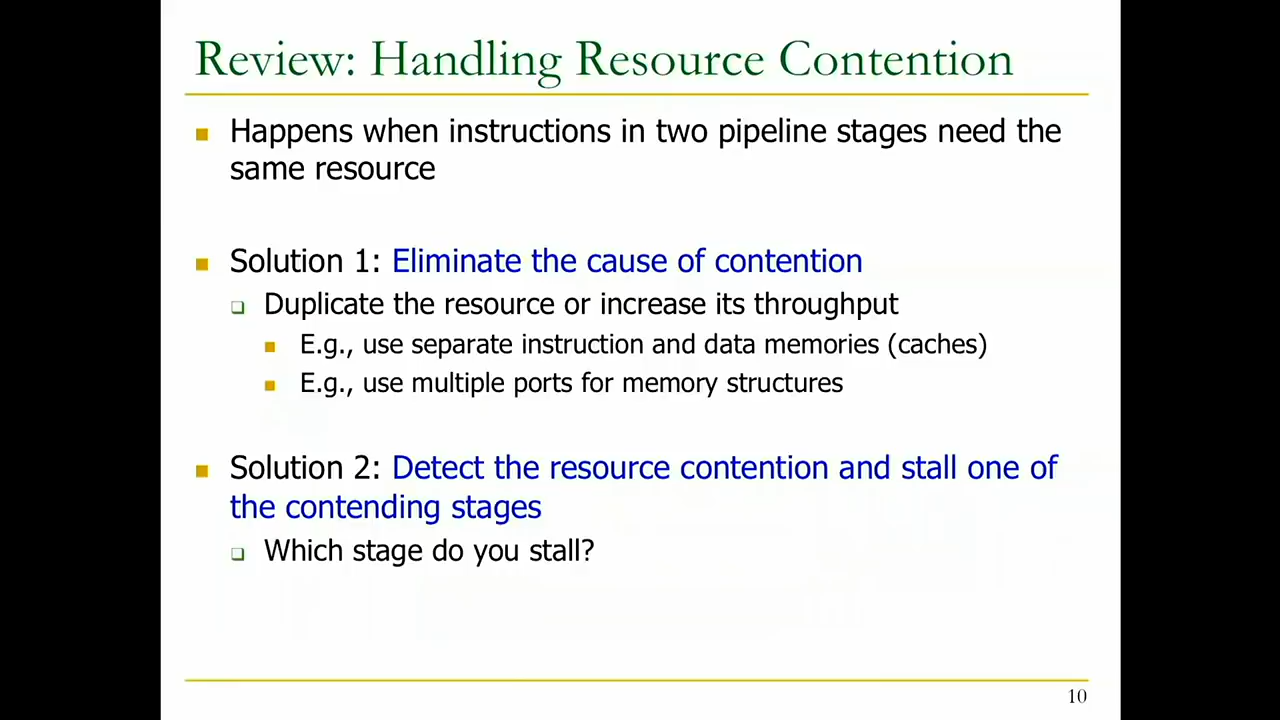 Review: Handling Resource Contention
Happens when instructions in two pipeline stages need the
same resource
Solution 1: Eliminate the cause of contention
Duplicate the resource or increase its throughput
E.g., use separate instruction and data memories (caches)
E.g., use multiple ports for memory structures
Solution 2: Detect the resource contention and stall one of
the contending stages
Which stage do you stall?
10